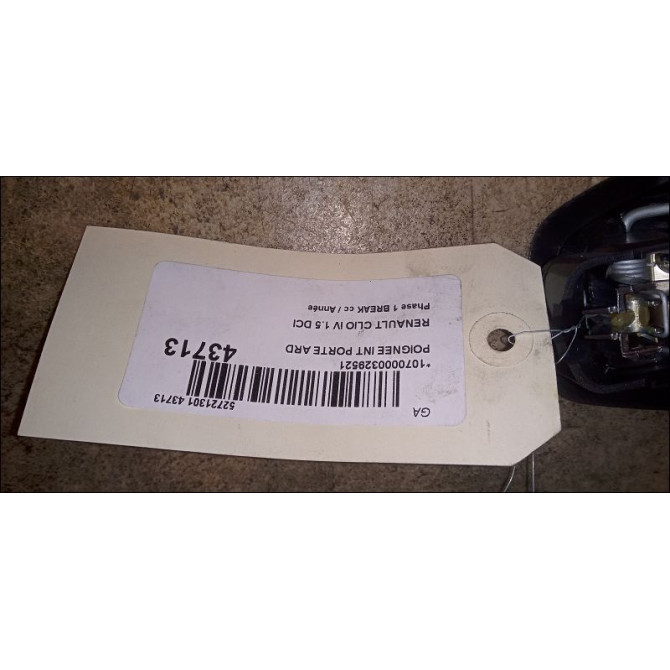 GA
52721301 43713
*1070000329521
POIGNEE INT PORTE ARD
43713
RENAULT CLIO IV 1.5 DCI
Phase 1 BREAK cc / Année